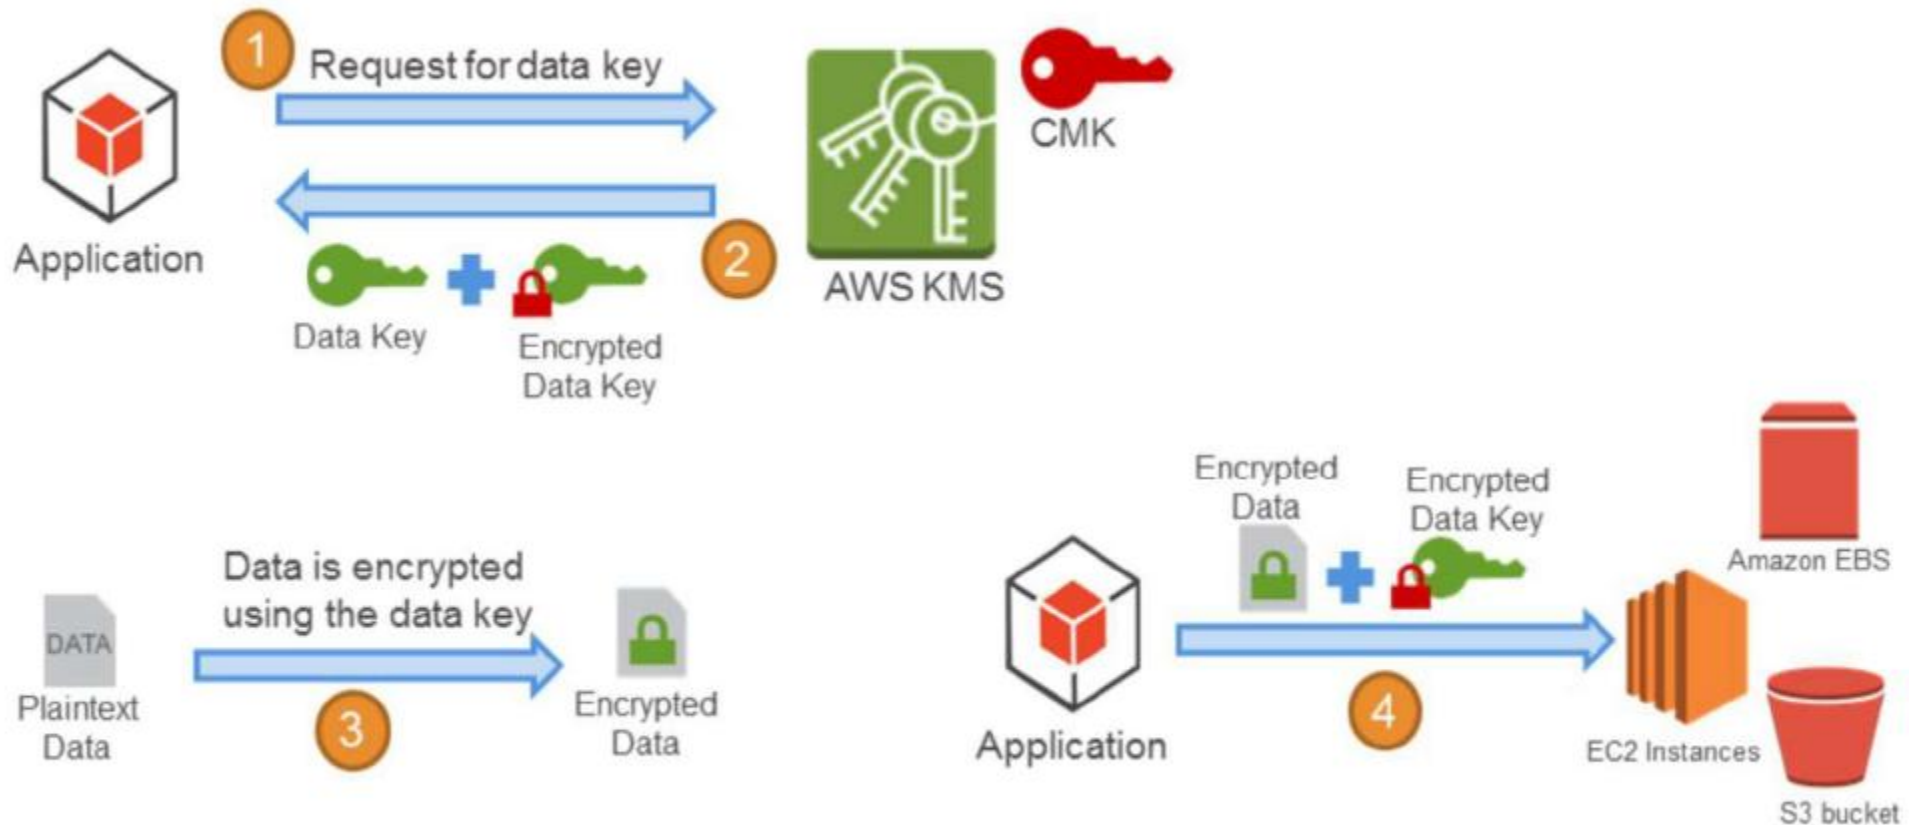 1
Request for data key
CMK
Application
2
AWS KMS
Data Key
Encrypted
Data Key
Data is encrypted
using the data key
DATA
Plaintext
Data
3
Encrypted
Data
Encrypted
Data
Encrypted
Data Key
Amazon EBS
Application
4
EC2 Instances
S3 bucket